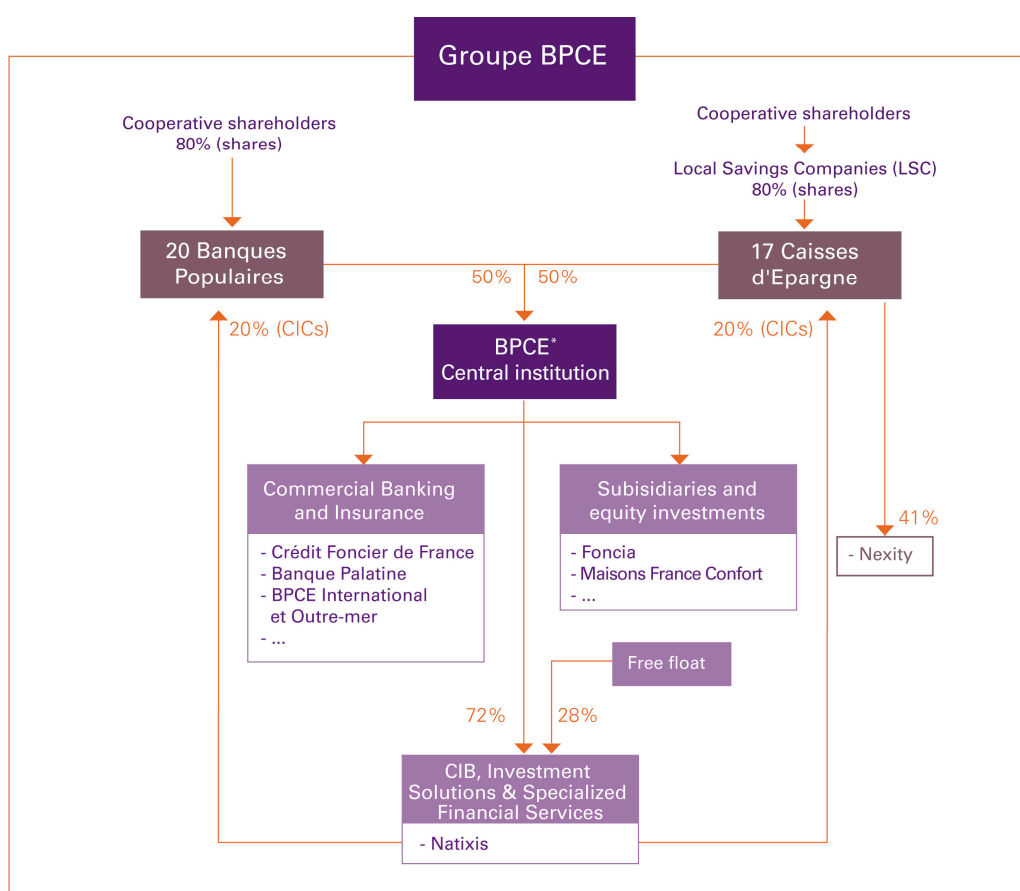 Groupe BPCE
Cooperative shareholders
80% (shares)
Cooperative shareholders
Local Savings Companies (LSC)
80% (shares)
20 Banques
Populaires
17 Caisses
d'Epargne
50%
50%
20% (CICs)
20% (CICs)
BPCE*
Central institution
Commercial Banking
and Insurance
- Crédit Foncier de France
- Banque Palatine
- BPCE International
et Outre-mer
- ...
Subisidiaries and
equity investments
- Foncia
- Maisons France Confort
- ...
41%
- Nexity
Free float
72%
28%
CIB, Investment
Solutions & Specialized
Financial Services
- Natixis